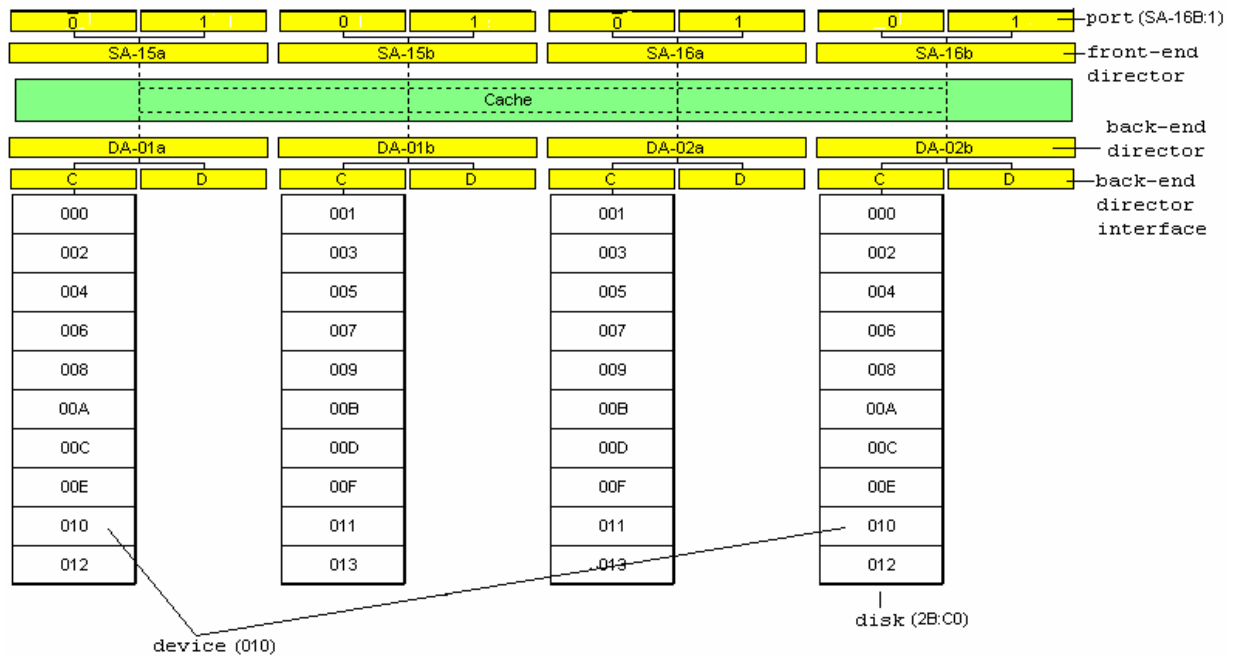 0 1 0 1 0 1 0 1 port (SA-16B:1)
SA-15a SA-15b SA-16a SA-16b front-end
director
Cache
back-end
DA-01a DA-01b DA-02a DA-02b director
C D C D C D C D back-end
director
interface
000 001 001 000
002 003 003 002
004 005 005 004
006 007 007 006
008 009 009 008
00A 00B 00B 00A
00C 00D 00D 00C
00E 00F 00F 00E
010 011 011 010
012 013 013 012
disk (2B:C0)
device (010)